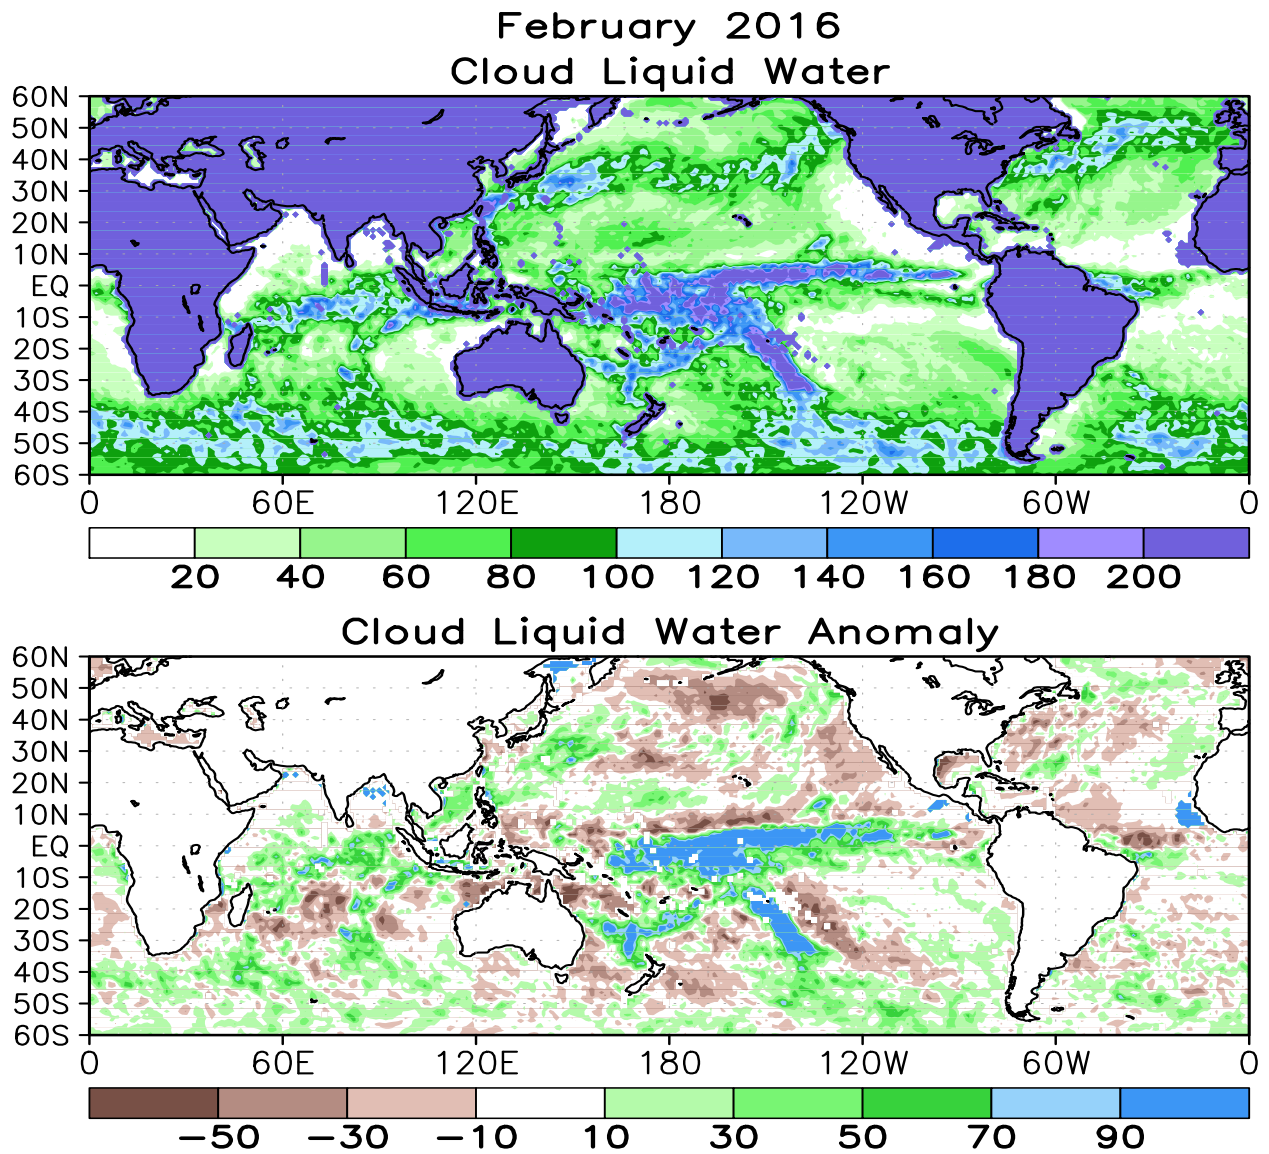 February 2016
Cloud Liquid Water
60N
50N
40N
30N
20N
10N
EQ
10S
20S
30S
40S
50S
60S
0 60E 120E 180 120W 60W 0
20 40 60 80 100 120 140 160 180 200
Cloud Liquid Water Anomaly
60N
50N
40N
30N
20N
10N
EQ
10S
20S
30S
40S
50S
60S
0 60E 120E 180 120W 60W 0
−50 −30 −10 10 30 50 70 90